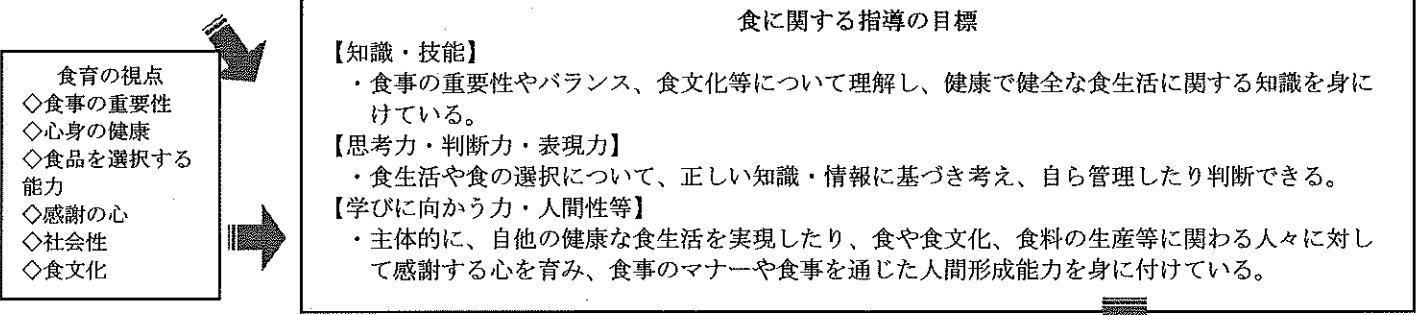 食育の視点
◇食事の重要性
◇心身の健康
◇食品を選択する
能力
◇感謝の心
◇社会性
◇食文化
食に関する指導の目標
【知識・技能】
・食事の重要性やバランス、食文化等について理解し、健康で健全な食生活に関する知識を身に
けている。
【思考力・判断力・表現力】
・食生活や食の選択について、正しい知識・情報に基づき考え、自ら管理したり判断できる。
【学びに向かう力・人間性等】
・主体的に、自他の健康な食生活を実現したり、食や食文化、食料の生産等に関わる人々に対し
て感謝する心を育み、食事のマナーや食事を通じた人間形成能力を身に付けている。